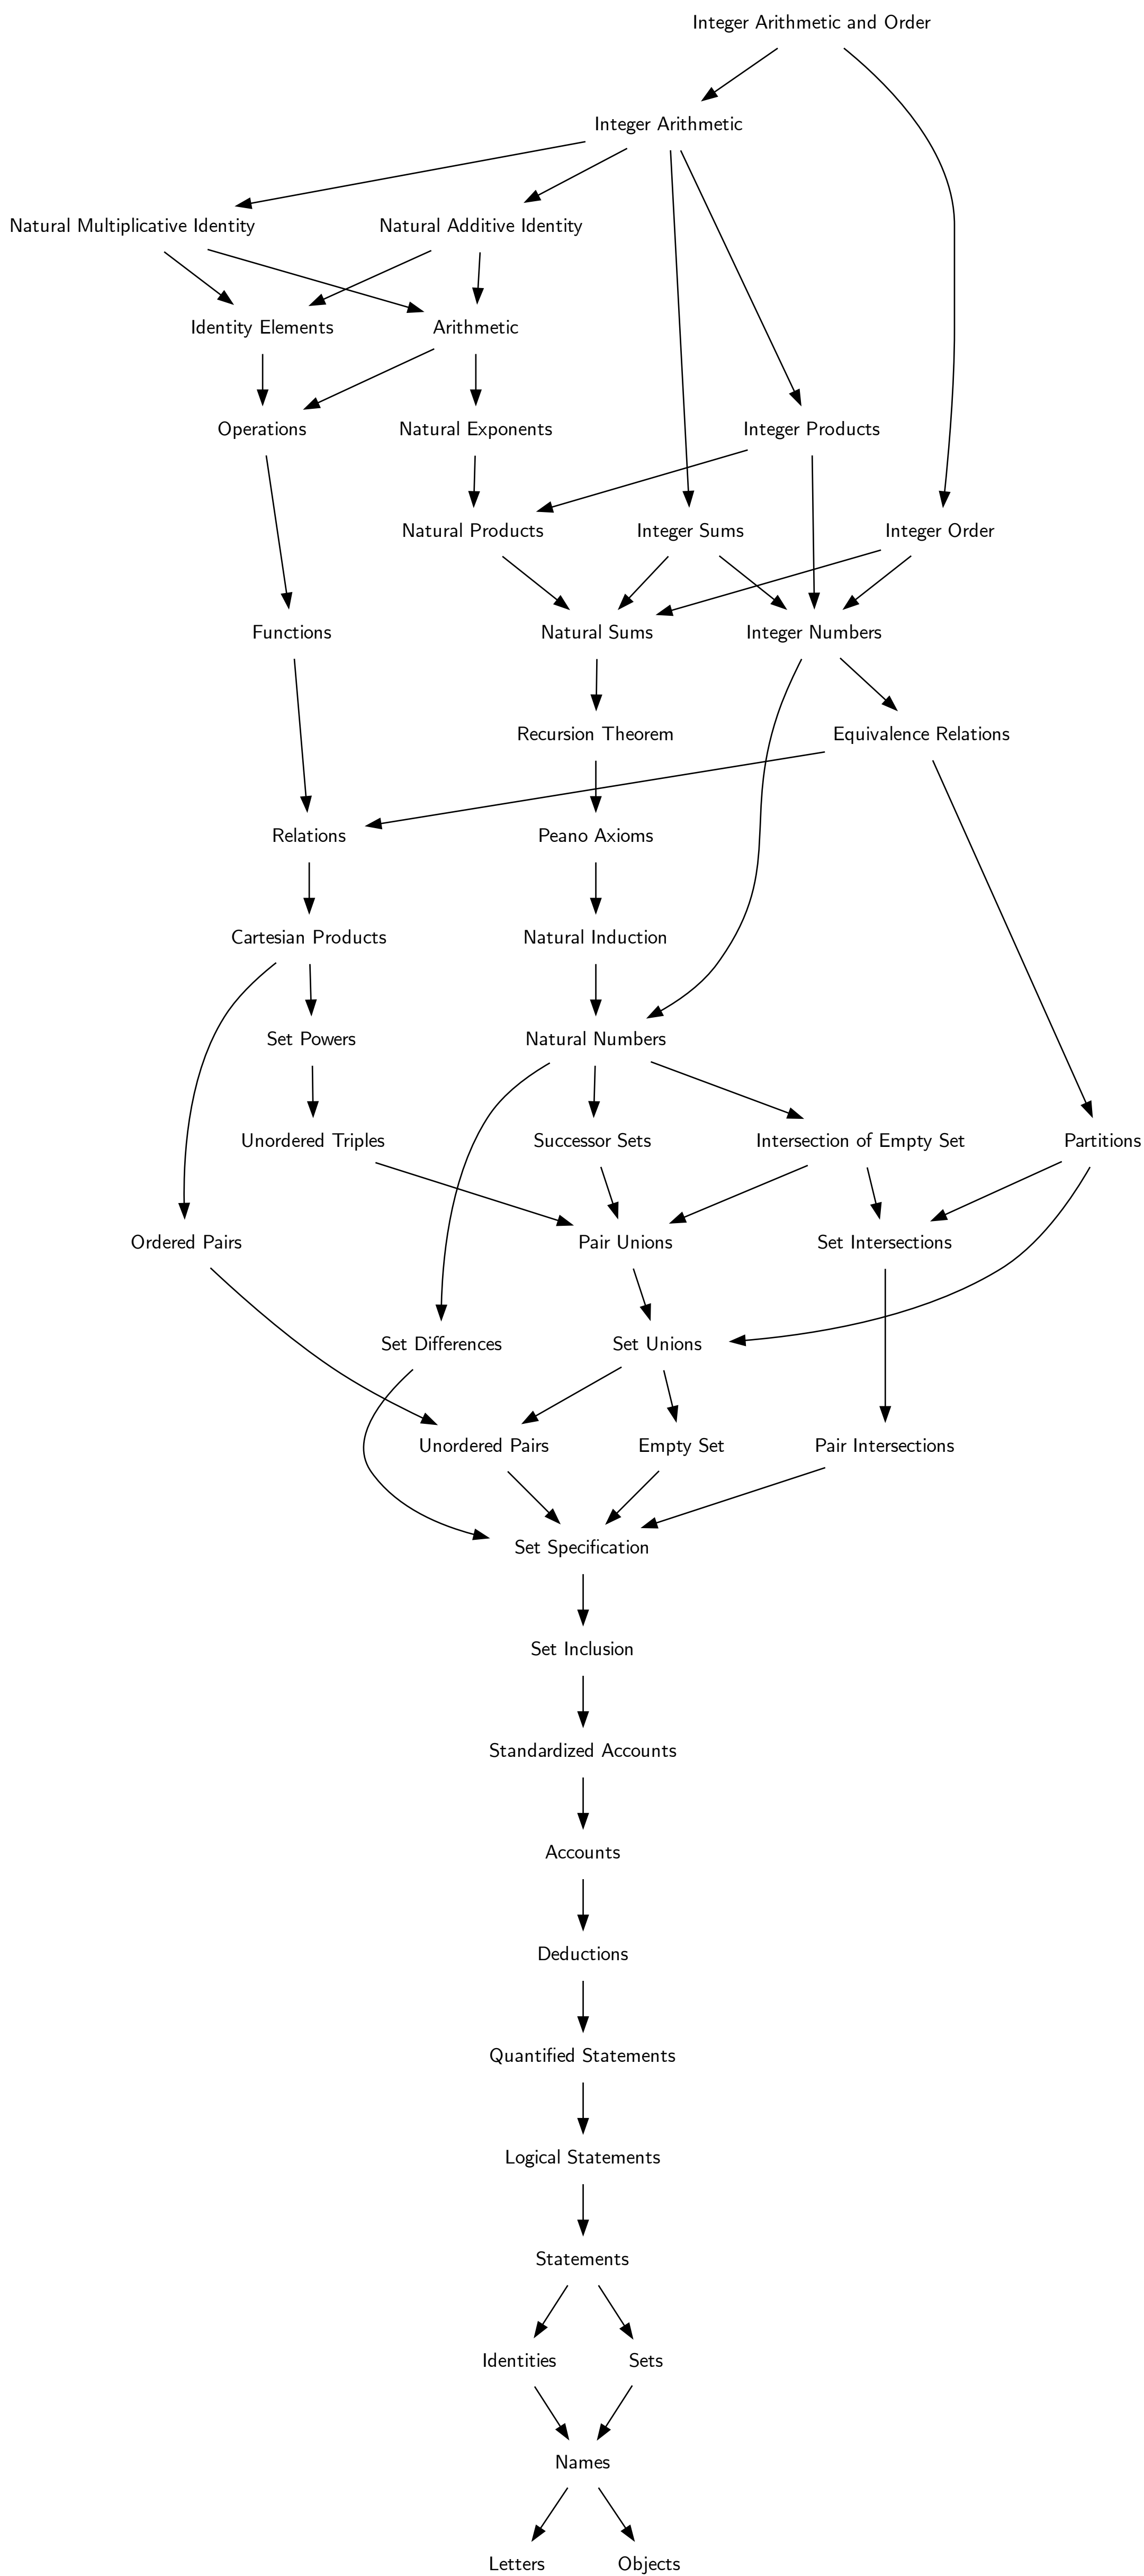 Integer Arithmetic and Order
Integer Arithmetic
Natural Multiplicative Identity
Natural Additive Identity
Identity Elements
Arithmetic
Operations
Natural Exponents
Integer Products
Natural Products
Integer Sums
Integer Order
Functions
Natural Sums
Integer Numbers
Recursion Theorem
Equivalence Relations
Relations
Peano Axioms
Cartesian Products
Natural Induction
Set Powers
Natural Numbers
Unordered Triples
Successor Sets
Intersection of Empty Set
Partitions
Ordered Pairs
Pair Unions
Set Intersections
Set Differences
Set Unions
Unordered Pairs
Empty Set
Pair Intersections
Set Specification
Set Inclusion
Standardized Accounts
Accounts
Deductions
Quantified Statements
Logical Statements
Statements
Identities
Sets
Names
Letters
Objects